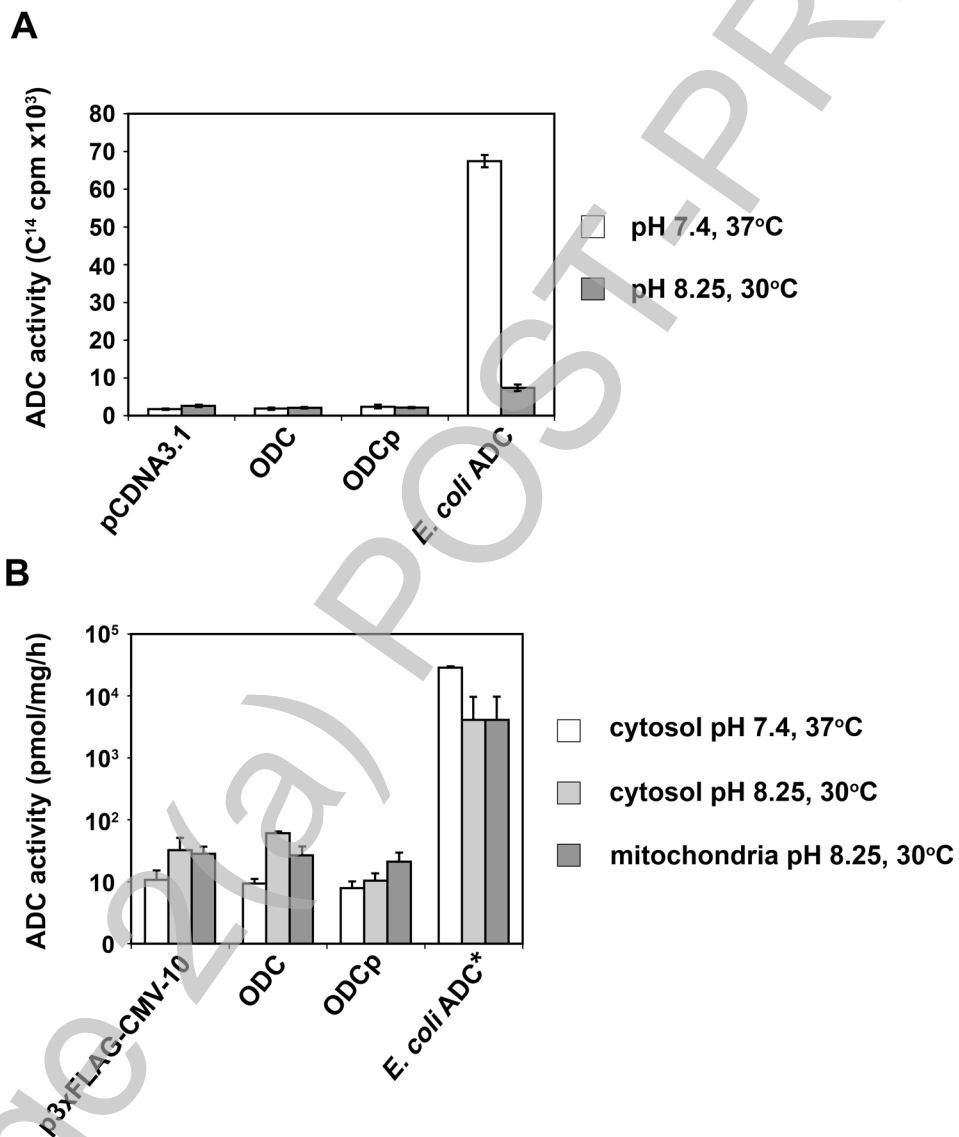 A
ADC activity (C¹⁴ cpm x10³)
80
70
60
50
40
30
20
10
0
pCDNA3.1
ODC
ODCp
E. coli ADC
pH 7.4, 37°C
pH 8.25, 30°C
B
ADC activity (pmol/mg/h)
10⁵
10⁴
10³
10²
10
0
p3xFLAG-CMV-10
ODC
ODCp
E. coli ADC*
cytosol pH 7.4, 37°C
cytosol pH 8.25, 30°C
mitochondria pH 8.25, 30°C
2(a) POST-PR